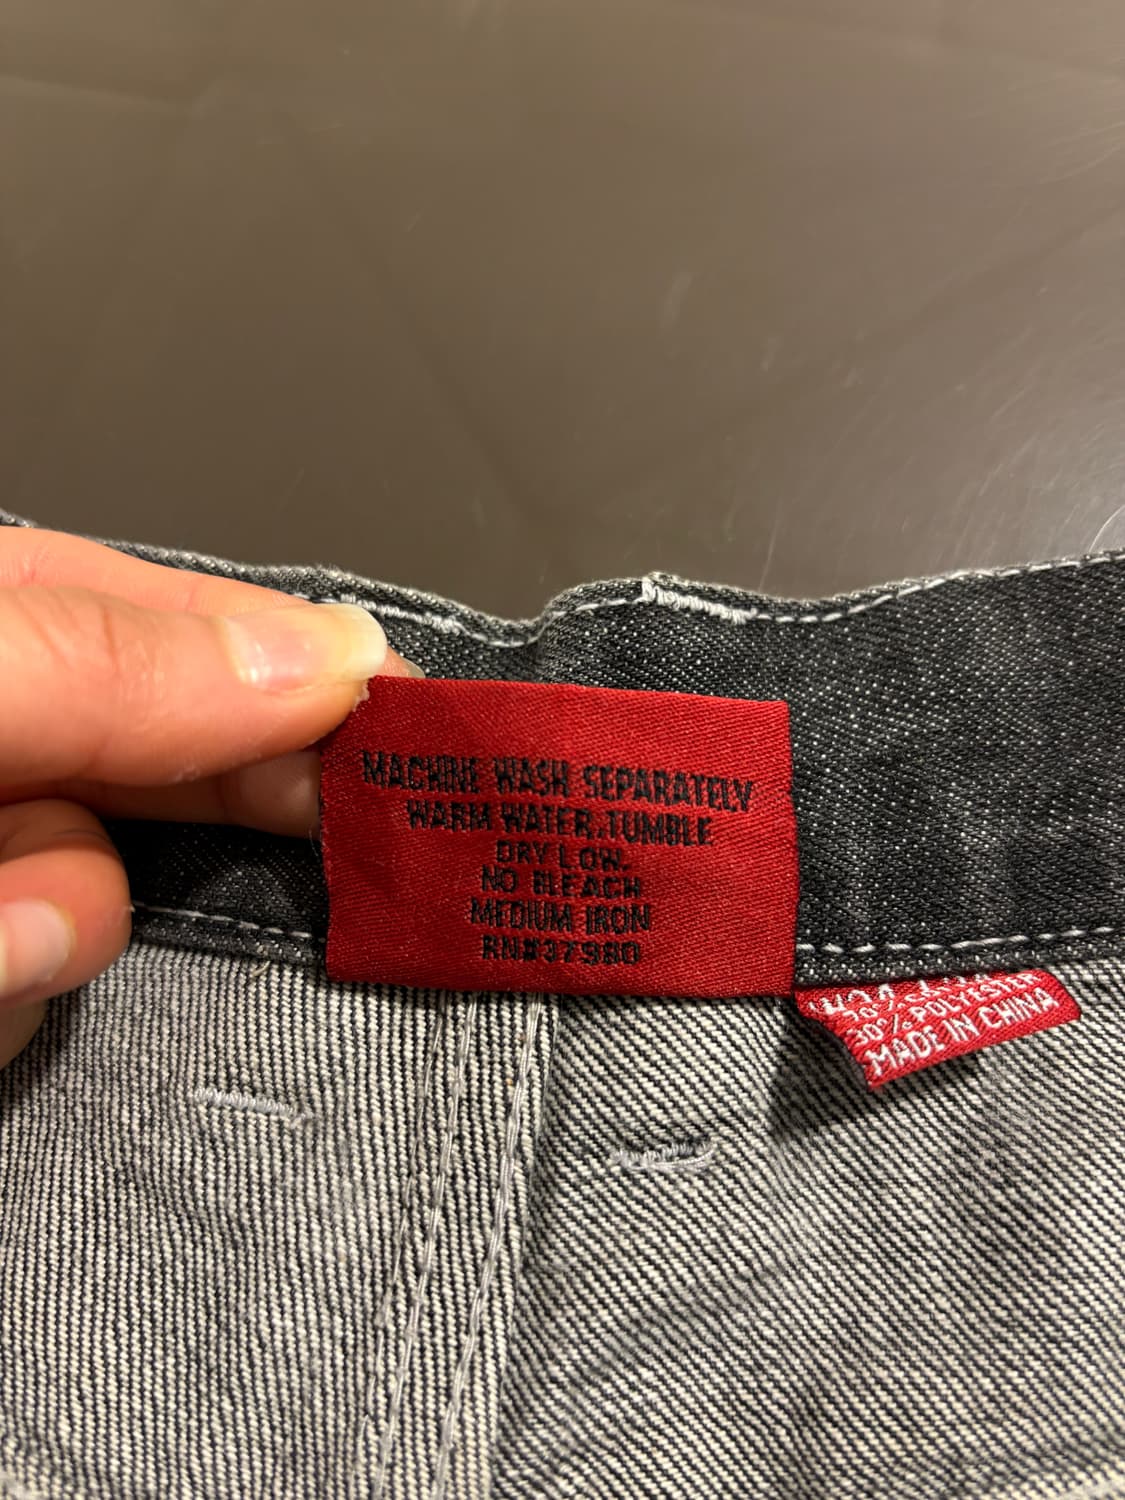 MACHINE WASH SEPARATELY
WARM WATER.TUMBLE
DRY LOW.
NO BLEACH
MEDIUM IRON
RN#37980
70%
30% POLYESTER
MADE IN CHINA